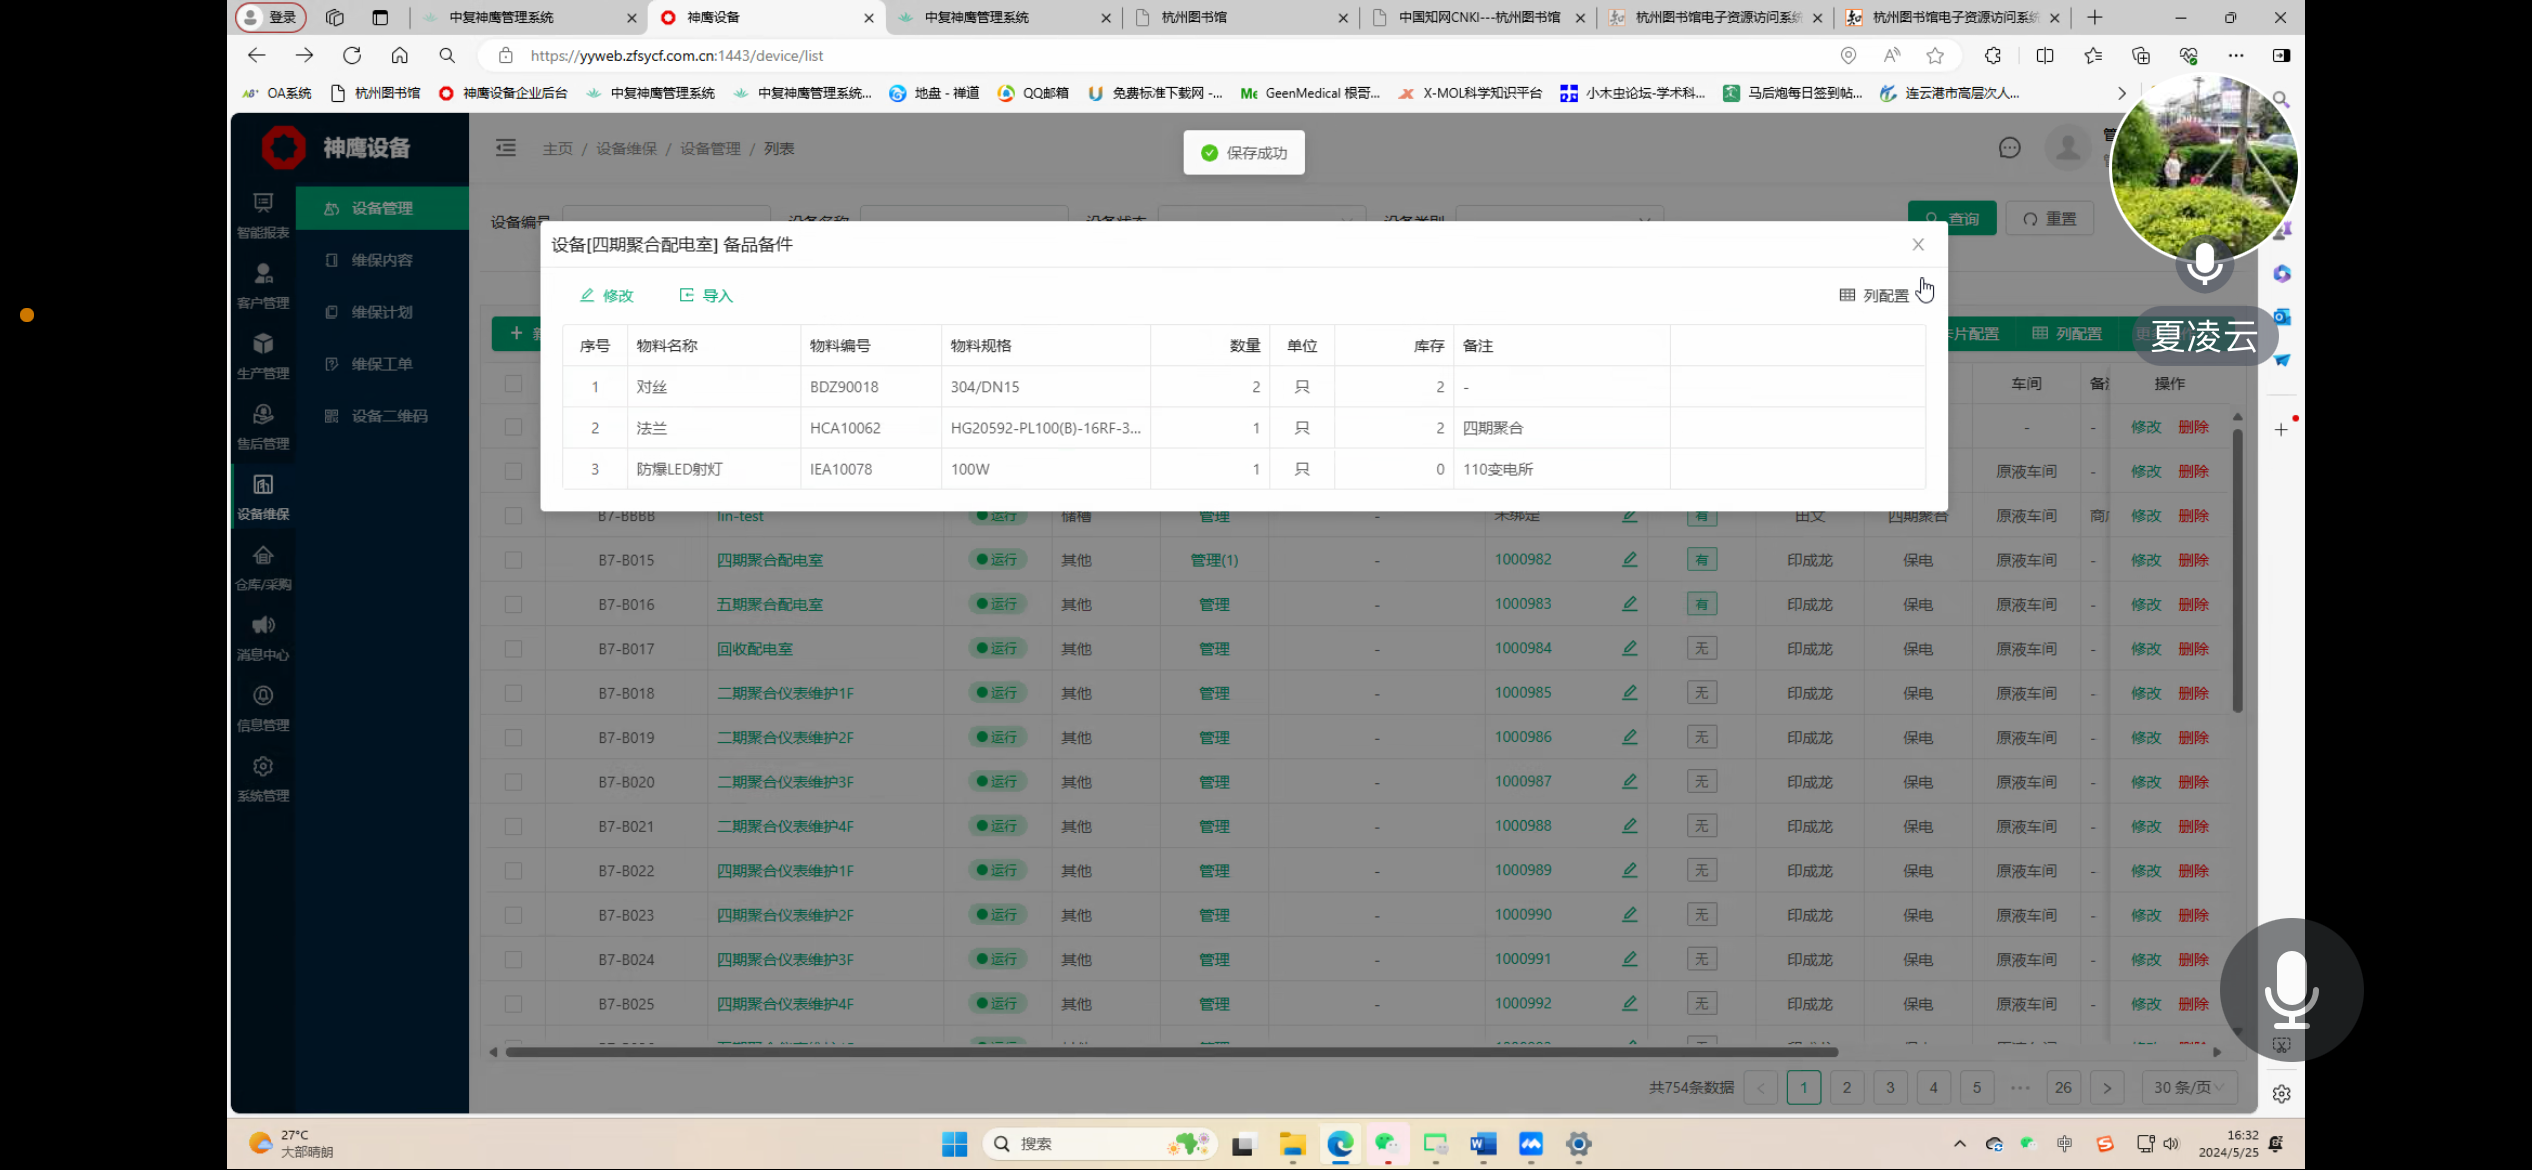 登录
中复神鹰管理系统
神鹰设备
中复神鹰管理系统
杭州图书馆
中国知网CNKI---杭州图书馆
杭州图书馆电子资源访问系统
杭州图书馆电子资源访问系统
https://yyweb.zfsycf.com.cn:1443/device/list
OA系统
杭州图书馆
神鹰设备企业后台
中复神鹰管理系统
中复神鹰管理系统...
地盘 - 禅道
QQ邮箱
免费标准下载网 -...
GeenMedical 根哥...
X-MOL科学知识平台
小木虫论坛-学术科...
马后炮每日签到帖...
连云港市高层次人...
神鹰设备
主页 / 设备维保 / 设备管理 / 列表
保存成功
智能报表
客户管理
生产管理
售后管理
设备维保
仓库/采购
消息中心
信息管理
系统管理
设备管理
维保内容
维保计划
维保工单
设备二维码
设备编号
设备名称
设备状态
设备类别
查询
重置
设备[四期聚合配电室] 备品备件
修改
导入
列配置
序号 物料名称 物料编号 物料规格 数量 单位 库存 备注
1 对丝 BDZ90018 304/DN15 2 只 2 -
2 法兰 HCA10062 HG20592-PL100(B)-16RF-3... 1 只 2 四期聚合
3 防爆LED射灯 IEA10078 100W 1 只 0 110变电所
夏凌云
片配置
列配置
车间 操作
- - 修改 删除
原液车间 - 修改 删除
B7-BBBB lin-test 运行 储槽 管理 - 未绑定 有 田文 四期聚合 原液车间 修改 删除
B7-B015 四期聚合配电室 运行 其他 管理(1) - 1000982 有 印成龙 保电 原液车间 - 修改 删除
B7-B016 五期聚合配电室 运行 其他 管理 - 1000983 有 印成龙 保电 原液车间 - 修改 删除
B7-B017 回收配电室 运行 其他 管理 - 1000984 无 印成龙 保电 原液车间 - 修改 删除
B7-B018 二期聚合仪表维护1F 运行 其他 管理 - 1000985 无 印成龙 保电 原液车间 - 修改 删除
B7-B019 二期聚合仪表维护2F 运行 其他 管理 - 1000986 无 印成龙 保电 原液车间 - 修改 删除
B7-B020 二期聚合仪表维护3F 运行 其他 管理 - 1000987 无 印成龙 保电 原液车间 - 修改 删除
B7-B021 二期聚合仪表维护4F 运行 其他 管理 - 1000988 无 印成龙 保电 原液车间 - 修改 删除
B7-B022 四期聚合仪表维护1F 运行 其他 管理 - 1000989 无 印成龙 保电 原液车间 - 修改 删除
B7-B023 四期聚合仪表维护2F 运行 其他 管理 - 1000990 无 印成龙 保电 原液车间 - 修改 删除
B7-B024 四期聚合仪表维护3F 运行 其他 管理 - 1000991 无 印成龙 保电 原液车间 - 修改 删除
B7-B025 四期聚合仪表维护4F 运行 其他 管理 - 1000992 无 印成龙 保电 原液车间 - 修改 删除
共754条数据 < 1 2 3 4 5 ••• 26 > 30 条/页
27°C
大部晴朗
搜索
中
16:32
2024/5/25